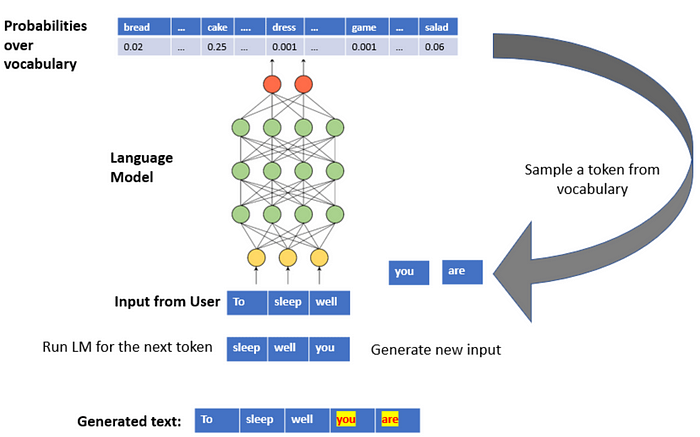 Probabilities over vocabulary
bread ... cake .... dress ... game ... salad
0.02 ... 0.25 ... 0.001 ... 0.001 ... 0.06
Language Model
Sample a token from vocabulary
you are
Input from User To sleep well
Run LM for the next token sleep well you Generate new input
Generated text: To sleep well you are